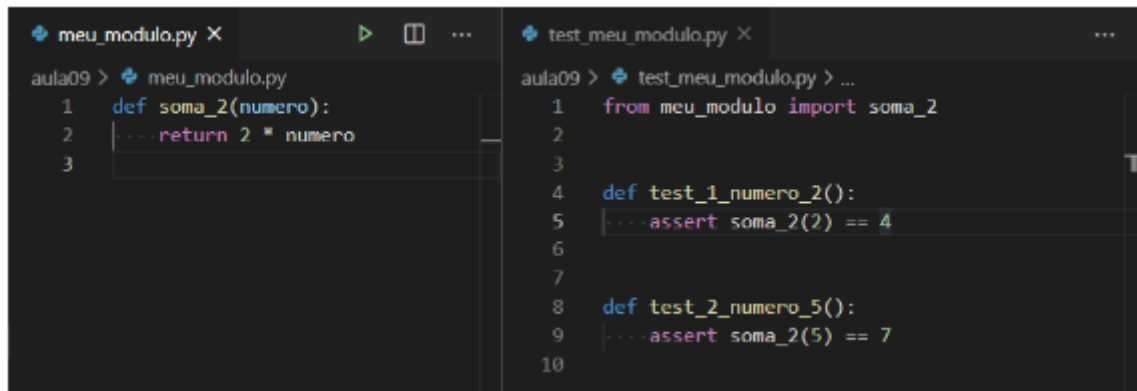 meu_modulo.py
aula09 > meu_modulo.py
1 def soma_2(numero):
2 ····return 2 * numero
3
test_meu_modulo.py
aula09 > test_meu_modulo.py > ...
1 from meu_modulo import soma_2
2
3
4 def test_1_numero_2():
5 ····assert soma_2(2) == 4
6
7
8 def test_2_numero_5():
9 ····assert soma_2(5) == 7
10